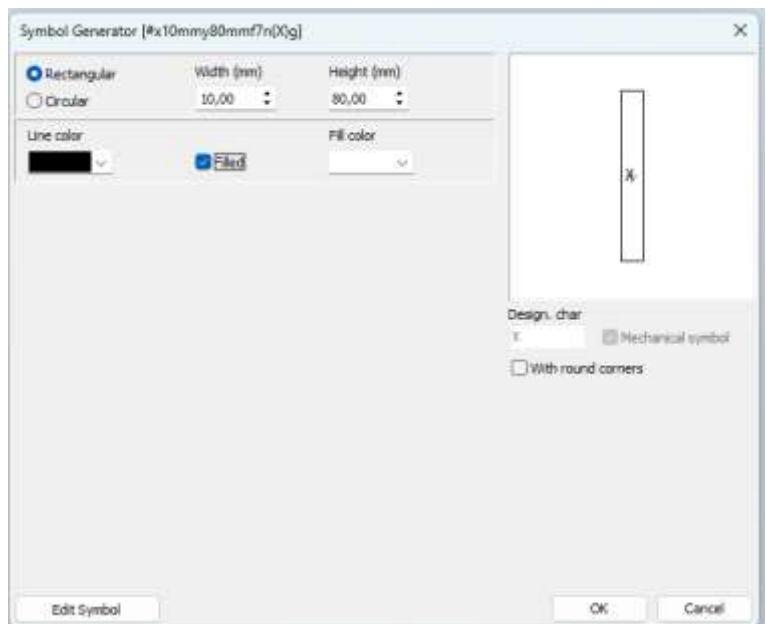 Symbol Generator [#x10mmy80mmf7n(X)g]
Rectangular
Width (mm)
Height (mm)
Circular
10,00
80,00
Line color
Fill color
Filled
X
Design. char
X
Mechanical symbol
With round corners
Edit Symbol
OK
Cancel